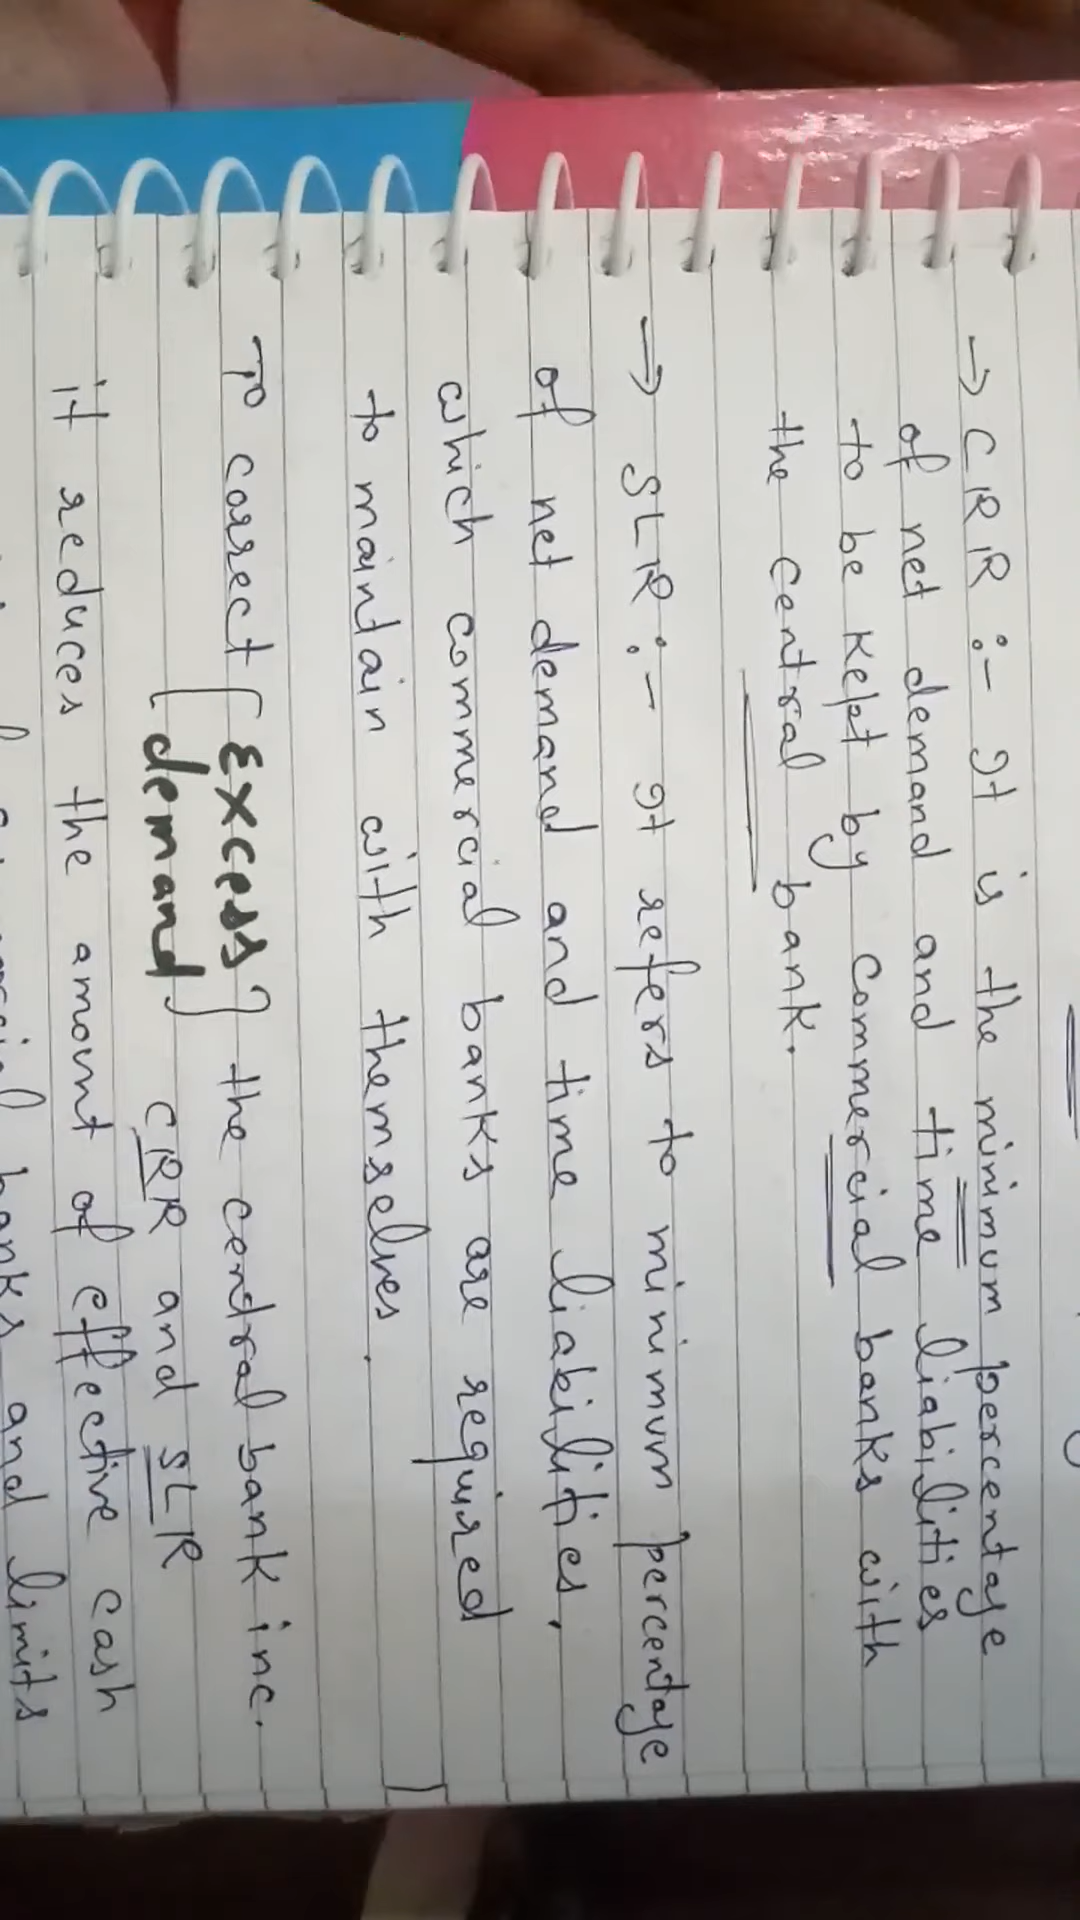 → CRR :- It is the minimum percentage
of net demand and time liabilities
to be kept by commercial banks with
the central bank.
→ SLR :- It refers to minimum percentage
of net demand and time liabilities,
which commercial banks are required
to maintain with themselves.
To correct [Excess demand] the central bank inc.
CRR and SLR
it reduces the amount of effective cash
banks and limits